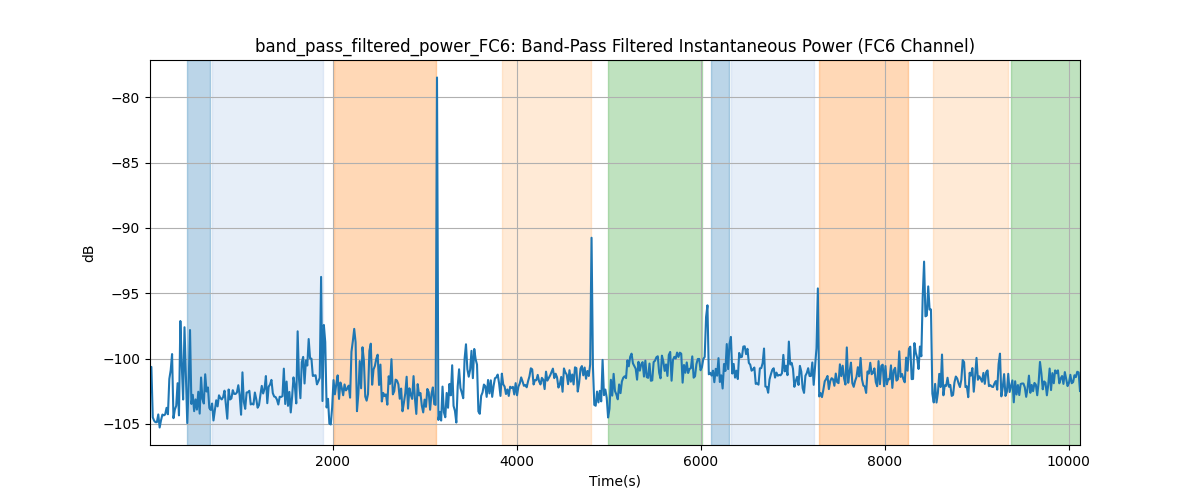 band_pass_filtered_power_FC6: Band-Pass Filtered Instantaneous Power (FC6 Channel)
−80
−85
−90
−95
−100
−105
dB
2000 4000 6000 8000 10000
Time(s)